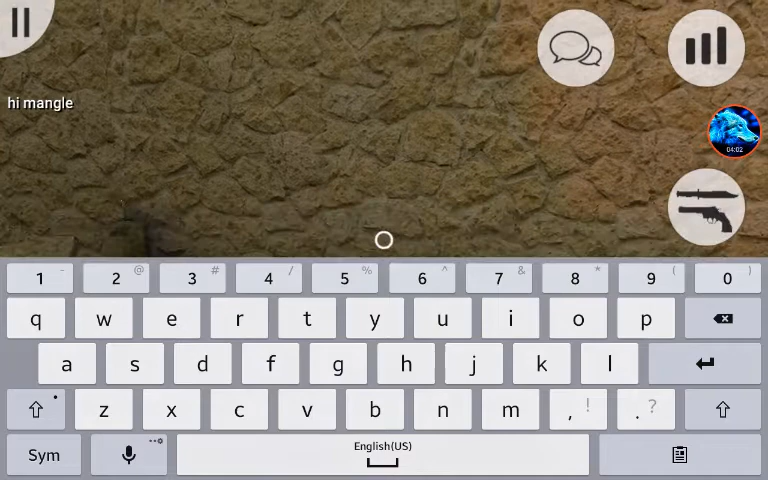 hi mangle
04:02
1 - 2 @ 3 # 4 / 5 % 6 ^ 7 & 8 * 9 ( 0 )
q w e r t y u i o p
a s d f g h j k l
z x c v b n m , ! . ?
Sym English(US)